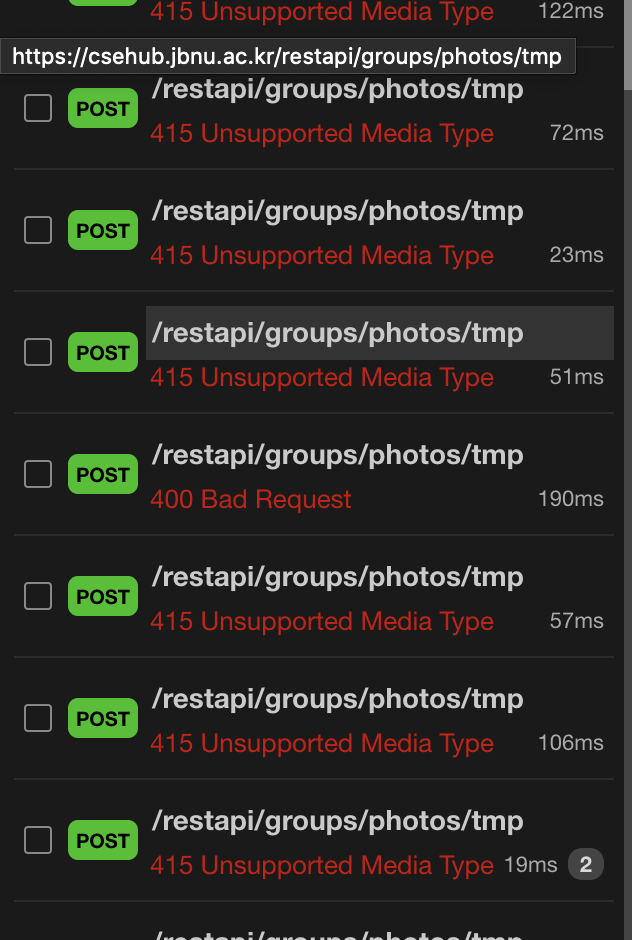 415 Unsupported Media Type 122ms
https://csehub.jbnu.ac.kr/restapi/groups/photos/tmp
POST /restapi/groups/photos/tmp
415 Unsupported Media Type 72ms
POST /restapi/groups/photos/tmp
415 Unsupported Media Type 23ms
POST /restapi/groups/photos/tmp
415 Unsupported Media Type 51ms
POST /restapi/groups/photos/tmp
400 Bad Request 190ms
POST /restapi/groups/photos/tmp
415 Unsupported Media Type 57ms
POST /restapi/groups/photos/tmp
415 Unsupported Media Type 106ms
POST /restapi/groups/photos/tmp
415 Unsupported Media Type 19ms 2
/restapi/groups/photos/tmp